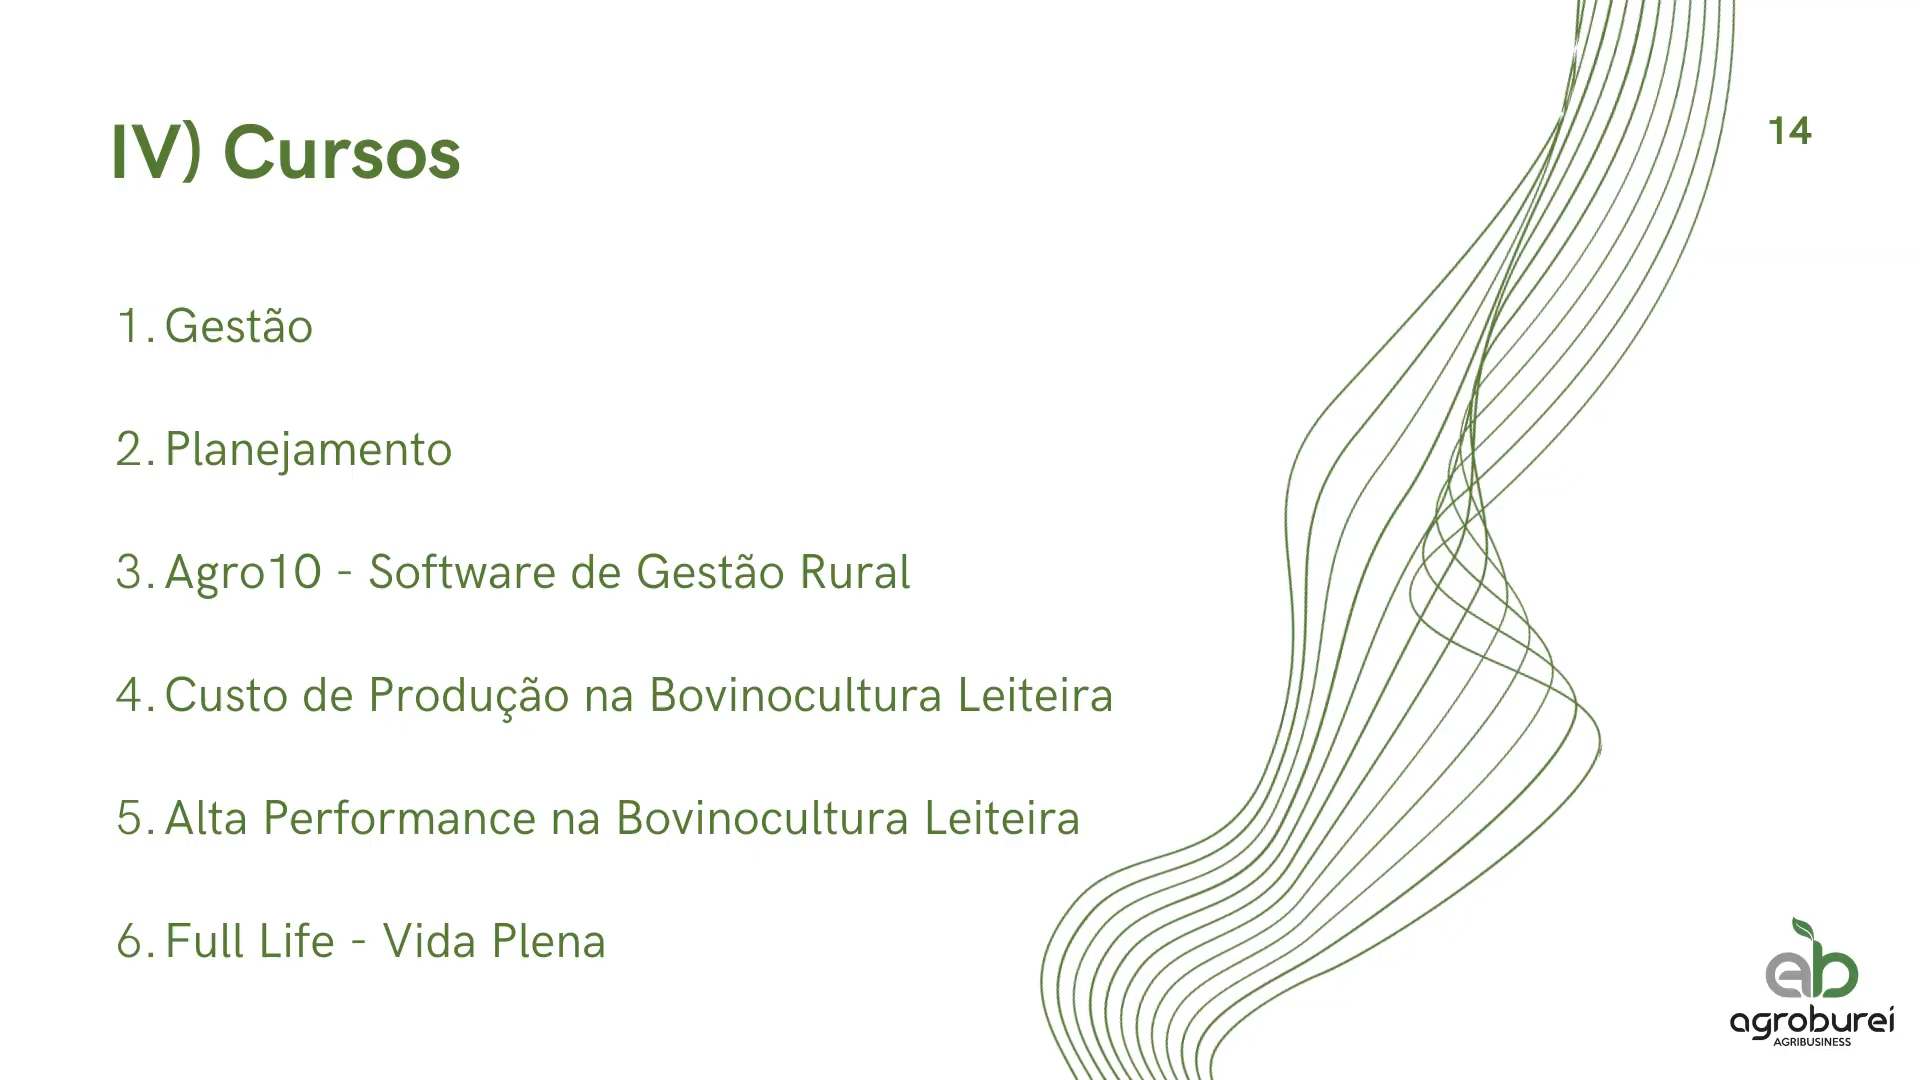 IV) Cursos
14
1. Gestão
2. Planejamento
3. Agro10 - Software de Gestão Rural
4. Custo de Produção na Bovinocultura Leiteira
5. Alta Performance na Bovinocultura Leiteira
6. Full Life - Vida Plena
ab
agroburei
AGRIBUSINESS